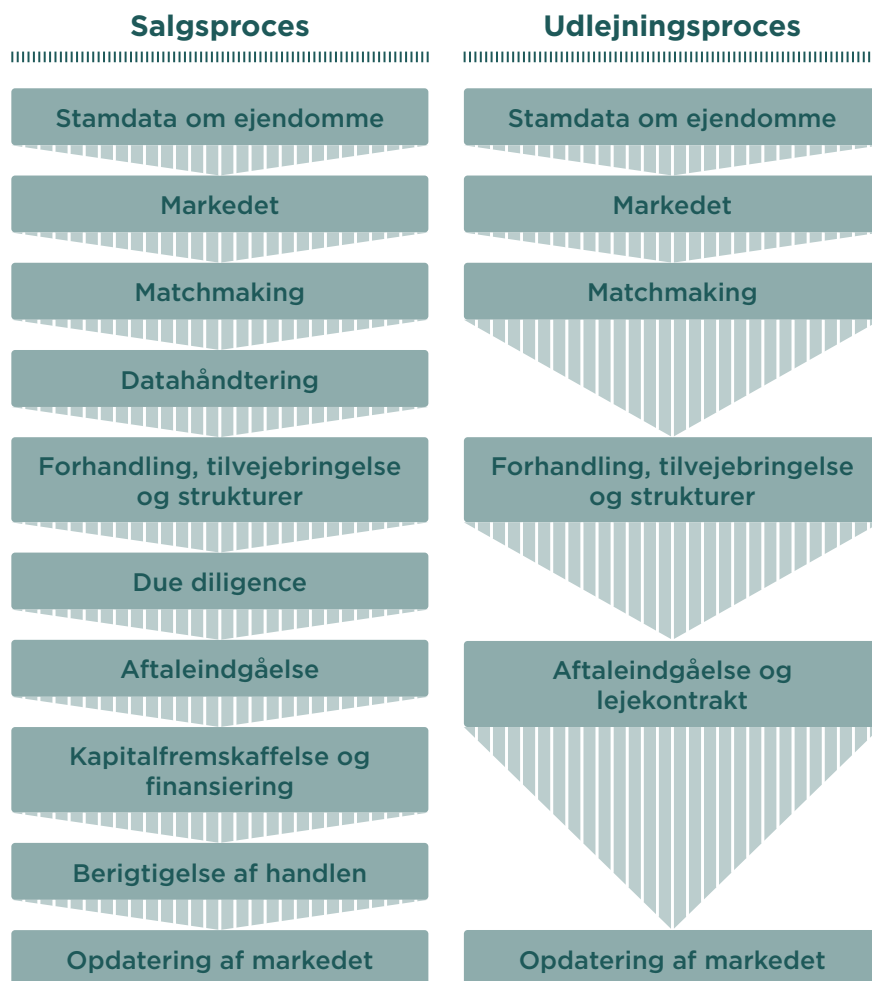 Salgsproces
Stamdata om ejendomme
Markedet
Matchmaking
Datahåndtering
Forhandling, tilvejebringelse
og strukturer
Due diligence
Aftaleindgåelse
Kapitalfremskaffelse og
finansiering
Berigtigelse af handlen
Opdatering af markedet
Udlejningsproces
Stamdata om ejendomme
Markedet
Matchmaking
Forhandling, tilvejebringelse
og strukturer
Aftaleindgåelse og
lejekontrakt
Opdatering af markedet